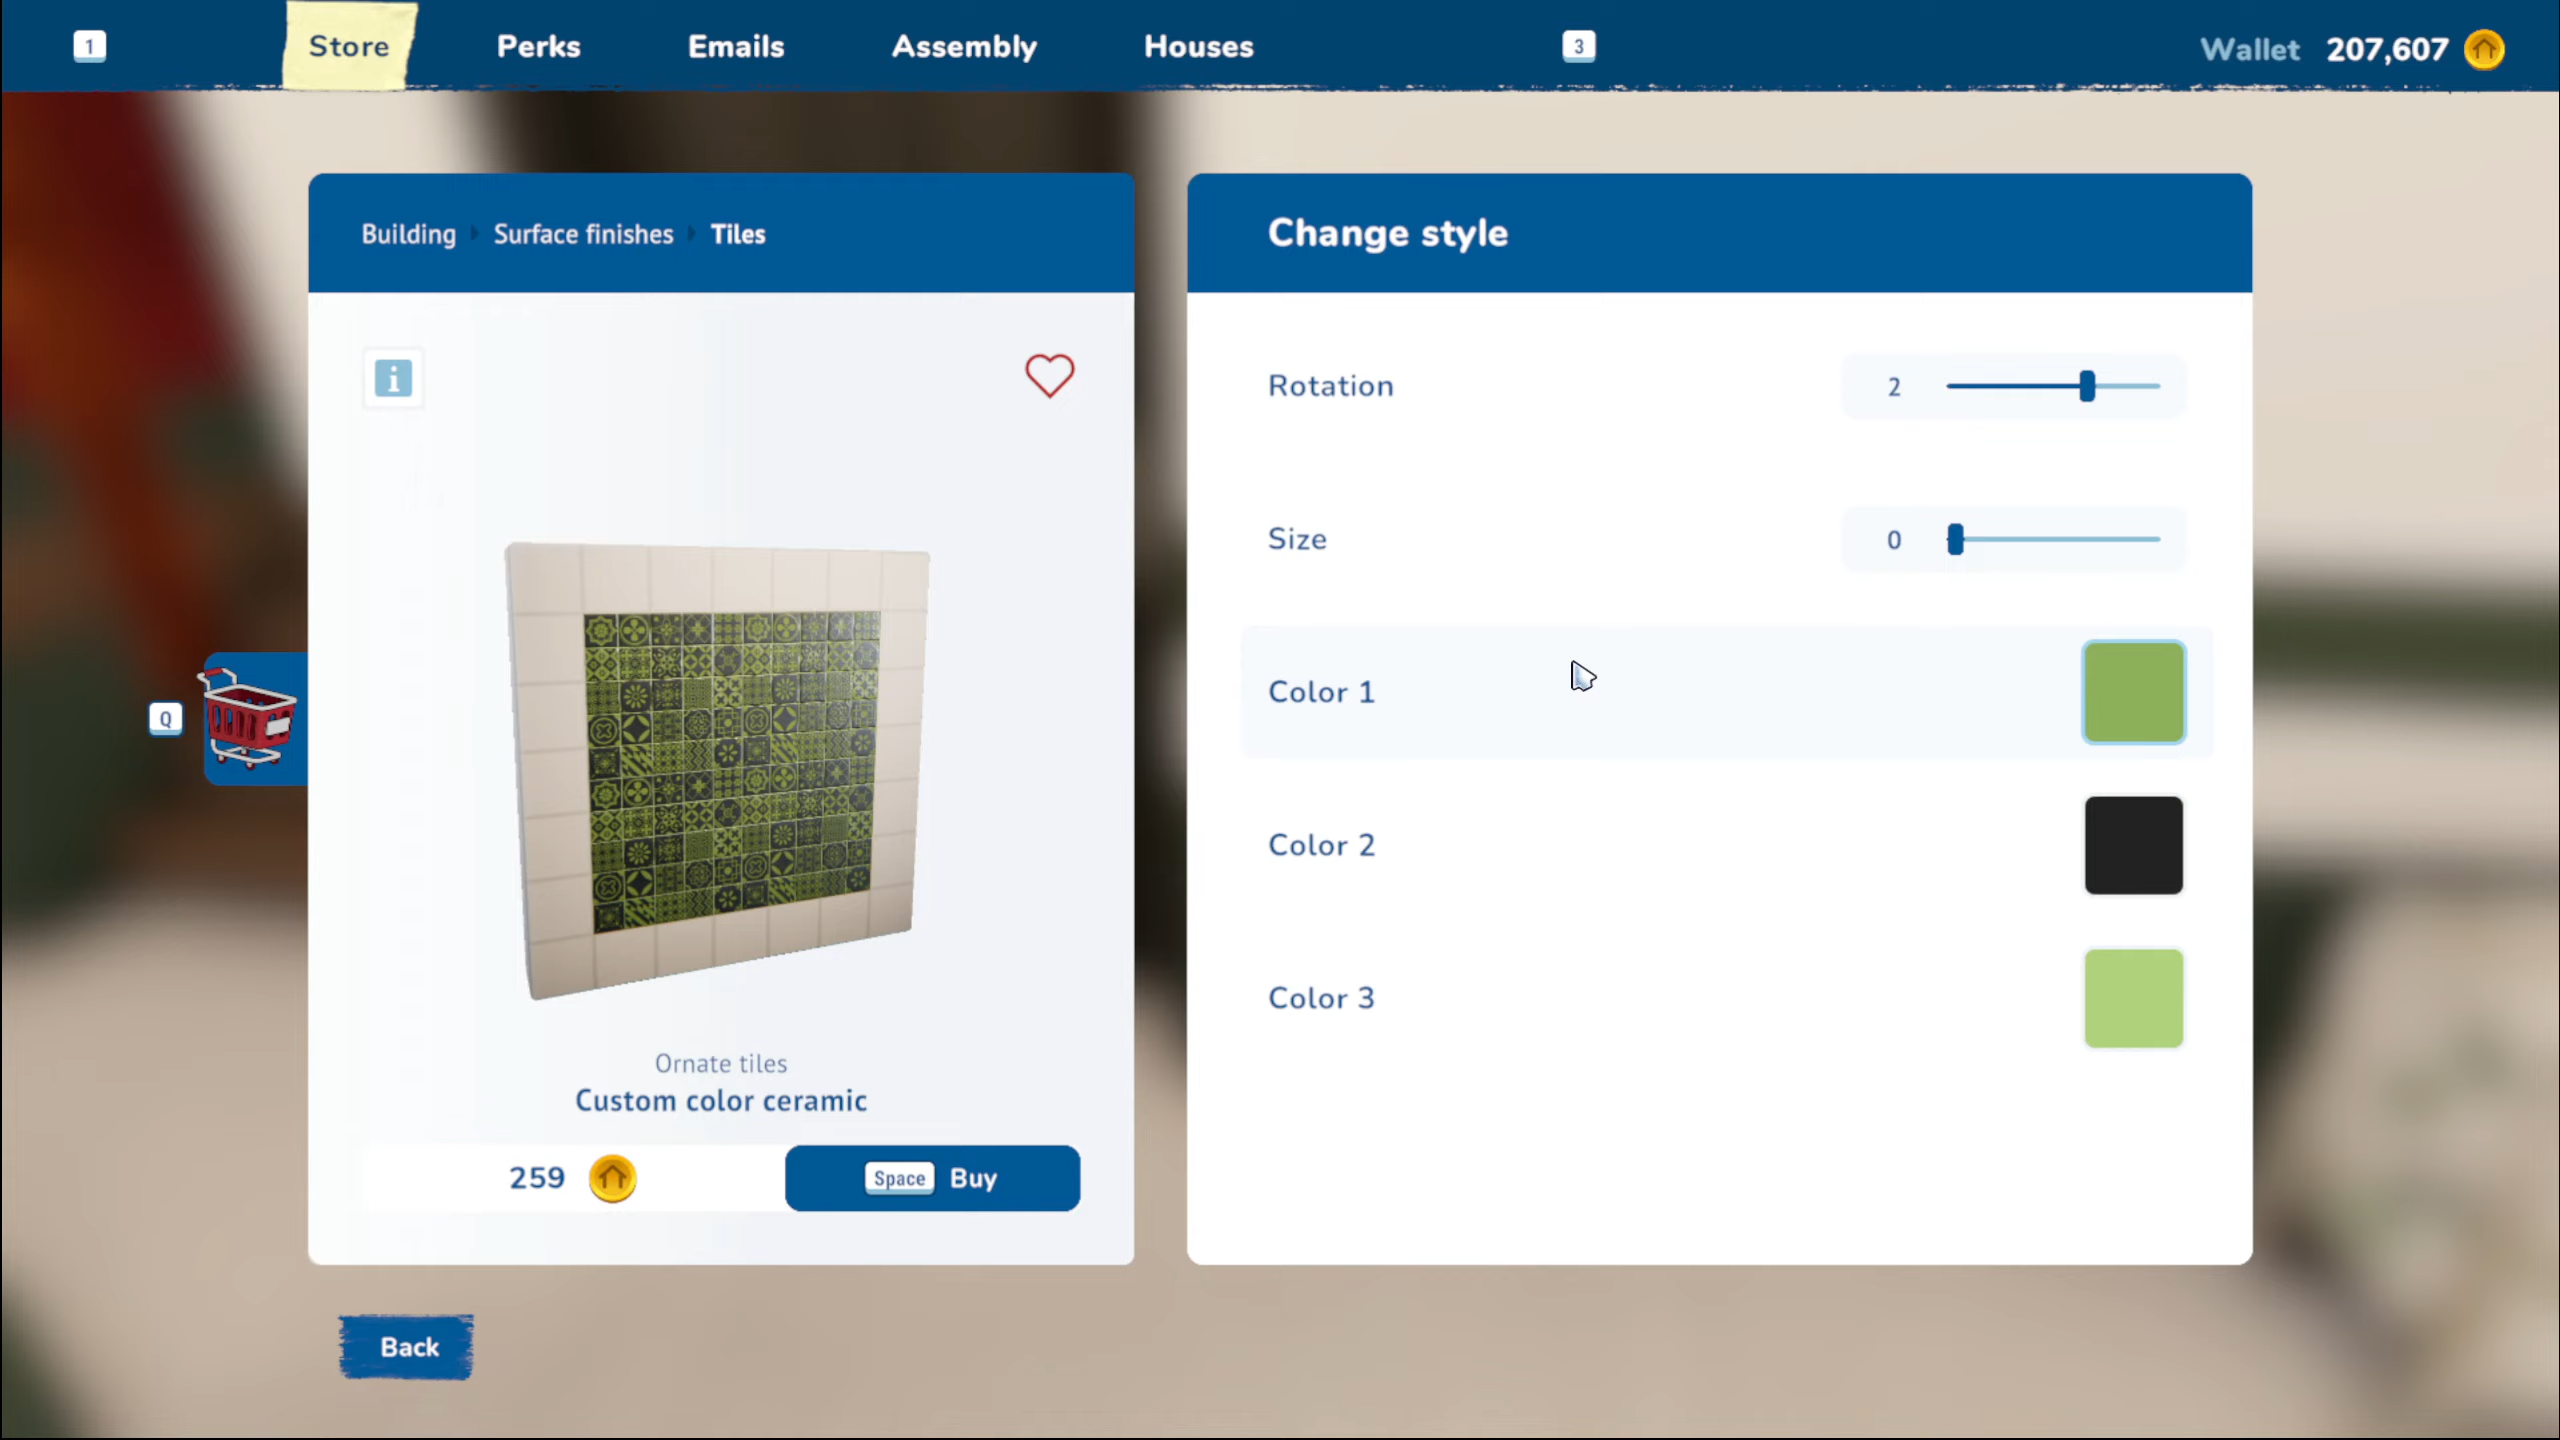 1
Store
Perks
Emails
Assembly
Houses
3
Wallet 207,607
Building Surface finishes Tiles
i
Q
Ornate tiles
Custom color ceramic
259
Space Buy
Back
Change style
Rotation 2
Size 0
Color 1
Color 2
Color 3